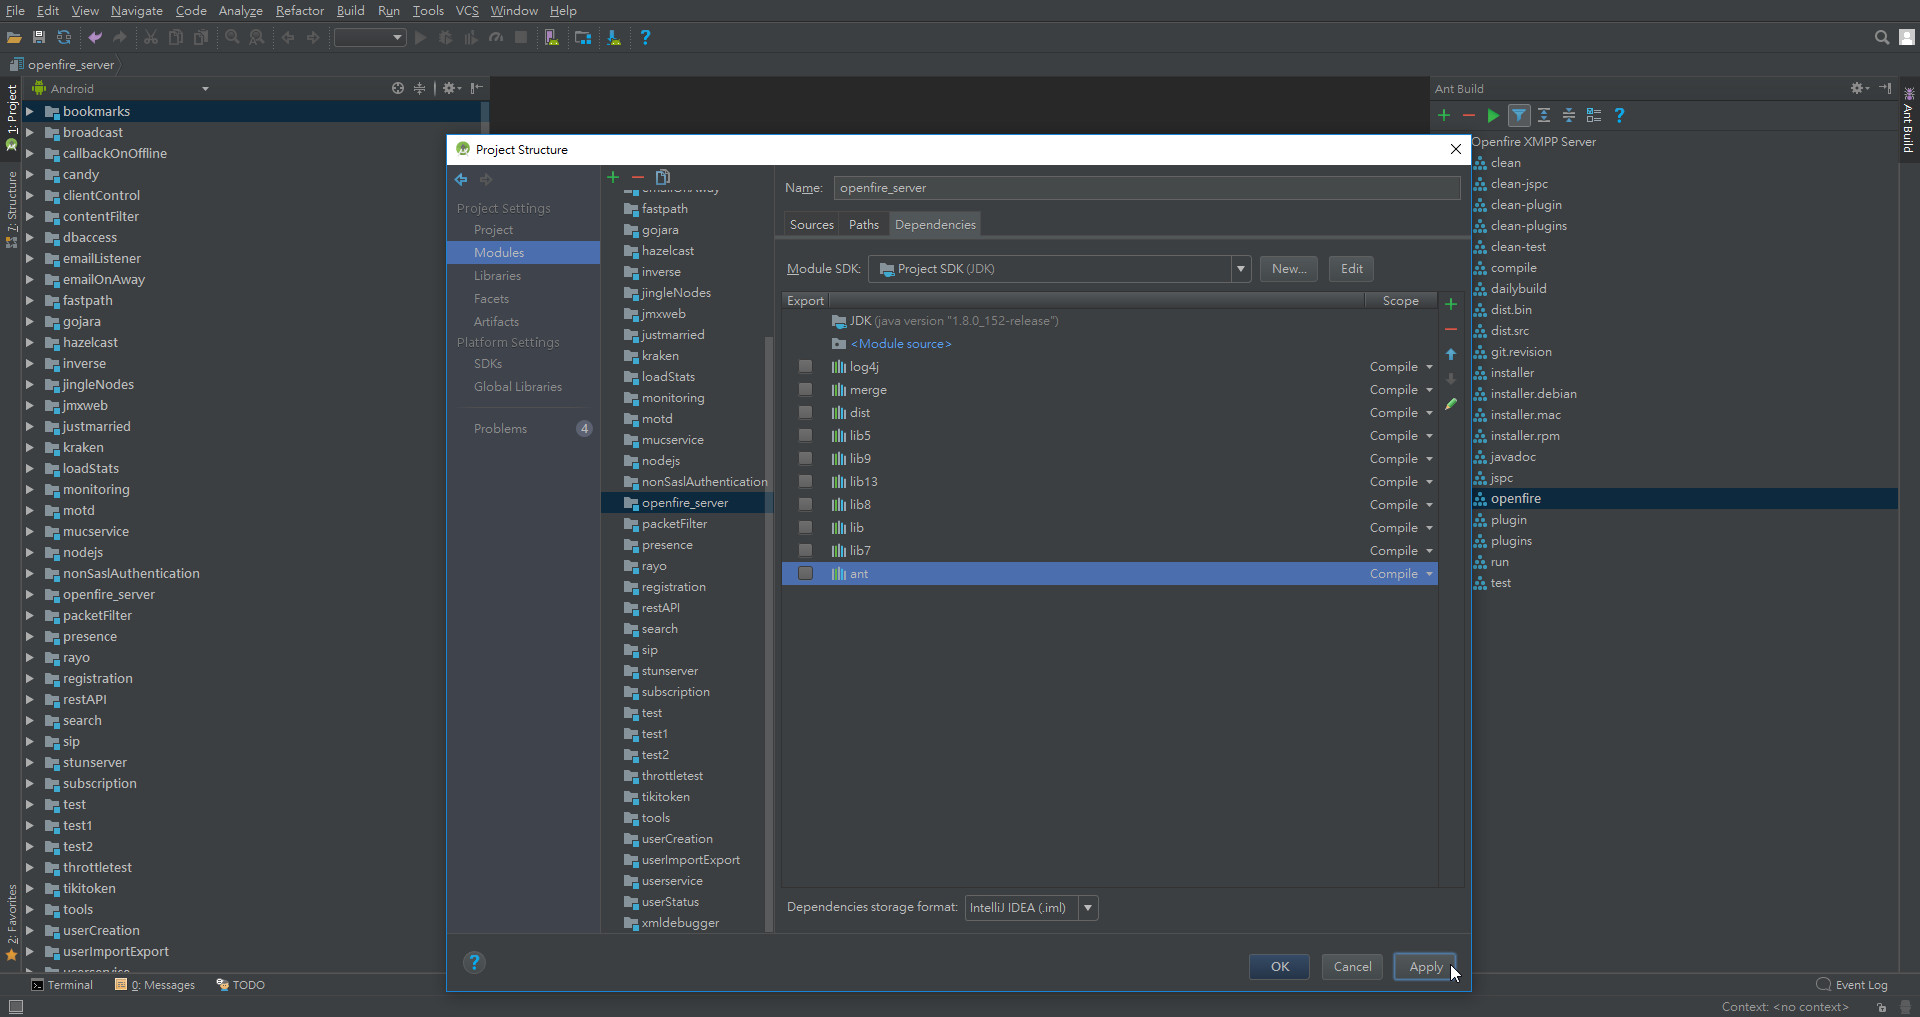 File Edit View Navigate Code Analyze Refactor Build Run Tools VCS Window Help
openfire_server
1: Project
7: Structure
2: Favorites
Android
bookmarks
broadcast
callbackOnOffline
candy
clientControl
contentFilter
dbaccess
emailListener
emailOnAway
fastpath
gojara
hazelcast
inverse
jingleNodes
jmxweb
justmarried
kraken
loadStats
monitoring
motd
mucservice
nodejs
nonSaslAuthentication
openfire_server
packetFilter
presence
rayo
registration
restAPI
search
sip
stunserver
subscription
test
test1
test2
throttletest
tikitoken
tools
userCreation
userImportExport
userservice
Project Structure
Project Settings
Project
Modules
Libraries
Facets
Artifacts
Platform Settings
SDKs
Global Libraries
Problems 4
emailOnAway
fastpath
gojara
hazelcast
inverse
jingleNodes
jmxweb
justmarried
kraken
loadStats
monitoring
motd
mucservice
nodejs
nonSaslAuthentication
openfire_server
packetFilter
presence
rayo
registration
restAPI
search
sip
stunserver
subscription
test
test1
test2
throttletest
tikitoken
tools
userCreation
userImportExport
userservice
userStatus
xmldebugger
Name: openfire_server
Sources Paths Dependencies
Module SDK: Project SDK (JDK) New... Edit
Export Scope
JDK (java version "1.8.0_152-release")
<Module source>
log4j Compile
merge Compile
dist Compile
lib5 Compile
lib9 Compile
lib13 Compile
lib8 Compile
lib Compile
lib7 Compile
ant Compile
Dependencies storage format: IntelliJ IDEA (.iml)
? OK Cancel Apply
Ant Build
Openfire XMPP Server
clean
clean-jspc
clean-plugin
clean-plugins
clean-test
compile
dailybuild
dist.bin
dist.src
git.revision
installer
installer.debian
installer.mac
installer.rpm
javadoc
jspc
openfire
plugin
plugins
run
test
Ant Build
Terminal 0: Messages TODO Event Log
Context: <no context>